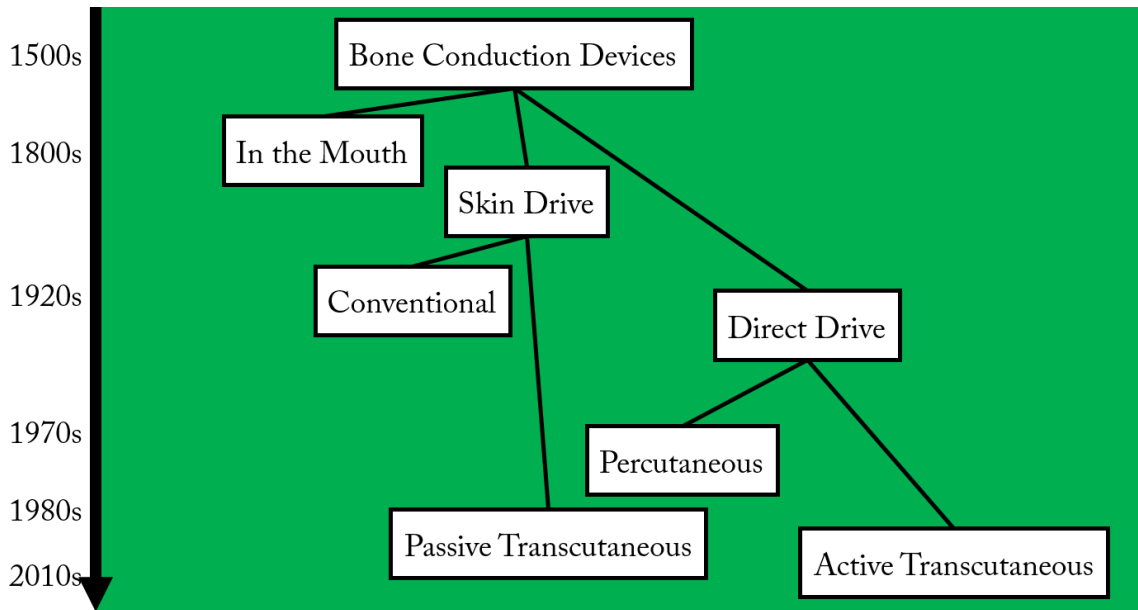 1500s
Bone Conduction Devices
In the Mouth
1800s
Skin Drive
Conventional
1920s
Direct Drive
1970s
Percutaneous
1980s
Passive Transcutaneous
Active Transcutaneous
2010s